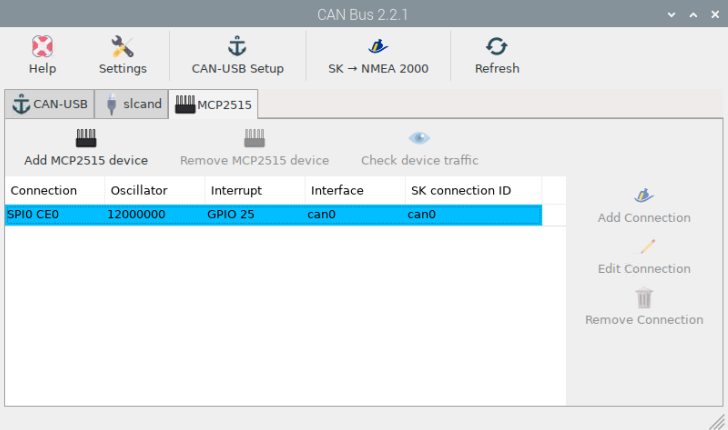 CAN Bus 2.2.1
Help Settings CAN-USB Setup SK → NMEA 2000 Refresh
CAN-USB slcand MCP2515
Add MCP2515 device Remove MCP2515 device Check device traffic
Connection Oscillator Interrupt Interface SK connection ID
SPI0 CE0 12000000 GPIO 25 can0 can0
Add Connection
Edit Connection
Remove Connection